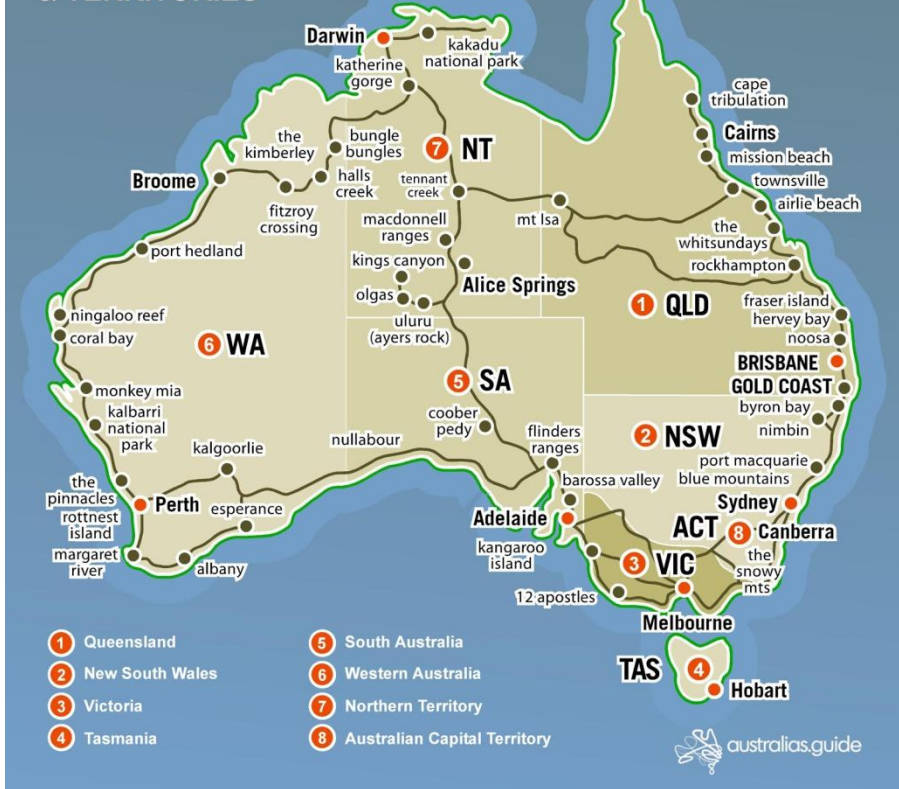 & TERRITORIES
Darwin
kakadu
national park
katherine
gorge
cape
tribulation
the
kimberley
bungle
bungles
7 NT
Cairns
mission beach
Broome
halls
creek
tennant
creek
townsville
airlie beach
fitzroy
crossing
mt Isa
macdonnell
ranges
the
whitsundays
port hedland
kings canyon
rockhampton
Alice Springs
olgas
1 QLD
fraser island
hervey bay
ningaloo reef
uluru
(ayers rock)
coral bay
noosa
6 WA
BRISBANE
5 SA
GOLD COAST
monkey mia
byron bay
kalbarri
national
park
coober
pedy
nimbin
flinders
ranges
2 NSW
nullabour
kalgoorlie
port macquarie
blue mountains
the
pinnacles
barossa valley
Perth
rottnest
island
esperance
Sydney
Adelaide
ACT
8 Canberra
margaret
river
albany
kangaroo
island
3 VIC
the
snowy
mts
12 apostles
Melbourne
TAS
4
Hobart
1 Queensland
2 New South Wales
3 Victoria
4 Tasmania
5 South Australia
6 Western Australia
7 Northern Territory
8 Australian Capital Territory
australias.guide